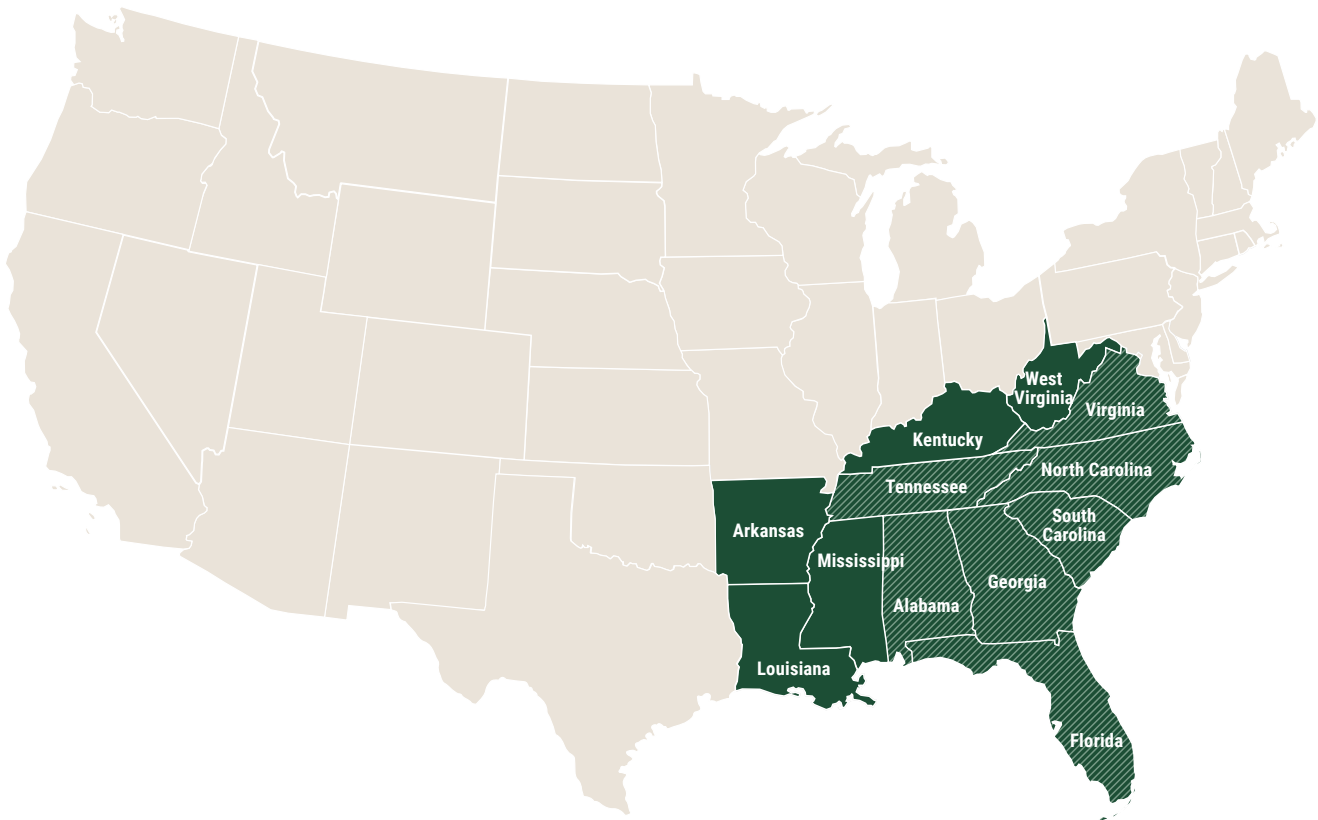 West
Virginia
Virginia
Kentucky
North Carolina
Tennessee
South
Carolina
Arkansas
Mississippi
Georgia
Alabama
Louisiana
Florida